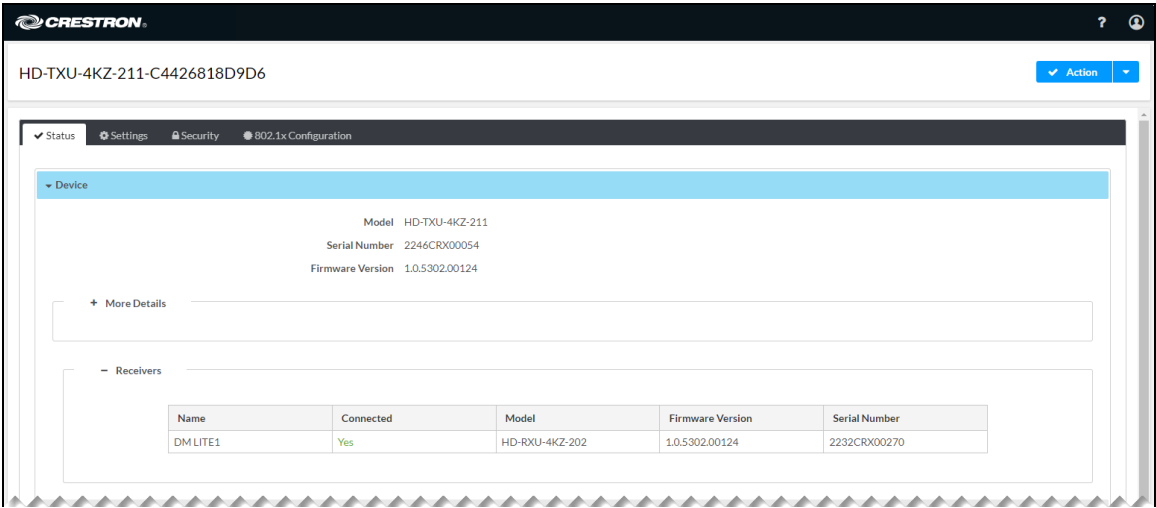 CRESTRON®
?
HD-TXU-4KZ-211-C4426818D9D6
Action
Status Settings Security 802.1x Configuration
Device
Model HD-TXU-4KZ-211
Serial Number 2246CRX00054
Firmware Version 1.0.5302.00124
+ More Details
− Receivers
Name Connected Model Firmware Version Serial Number
DM LITE1 Yes HD-RXU-4KZ-202 1.0.5302.00124 2232CRX00270